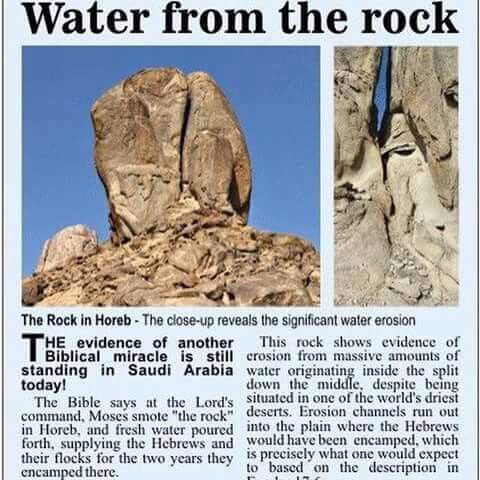 Water from the rock
The Rock in Horeb - The close-up reveals the significant water erosion
THE evidence of another
Biblical miracle is still
standing in Saudi Arabia
today!
The Bible says at the Lord's
command, Moses smote "the rock"
in Horeb, and fresh water poured
forth, supplying the Hebrews and
their flocks for the two years they
encamped there.
This rock shows evidence of
erosion from massive amounts of
water originating inside the split
down the middle, despite being
situated in one of the world's driest
deserts. Erosion channels run out
into the plain where the Hebrews
would have been encamped, which
is precisely what one would expect
to based on the description in